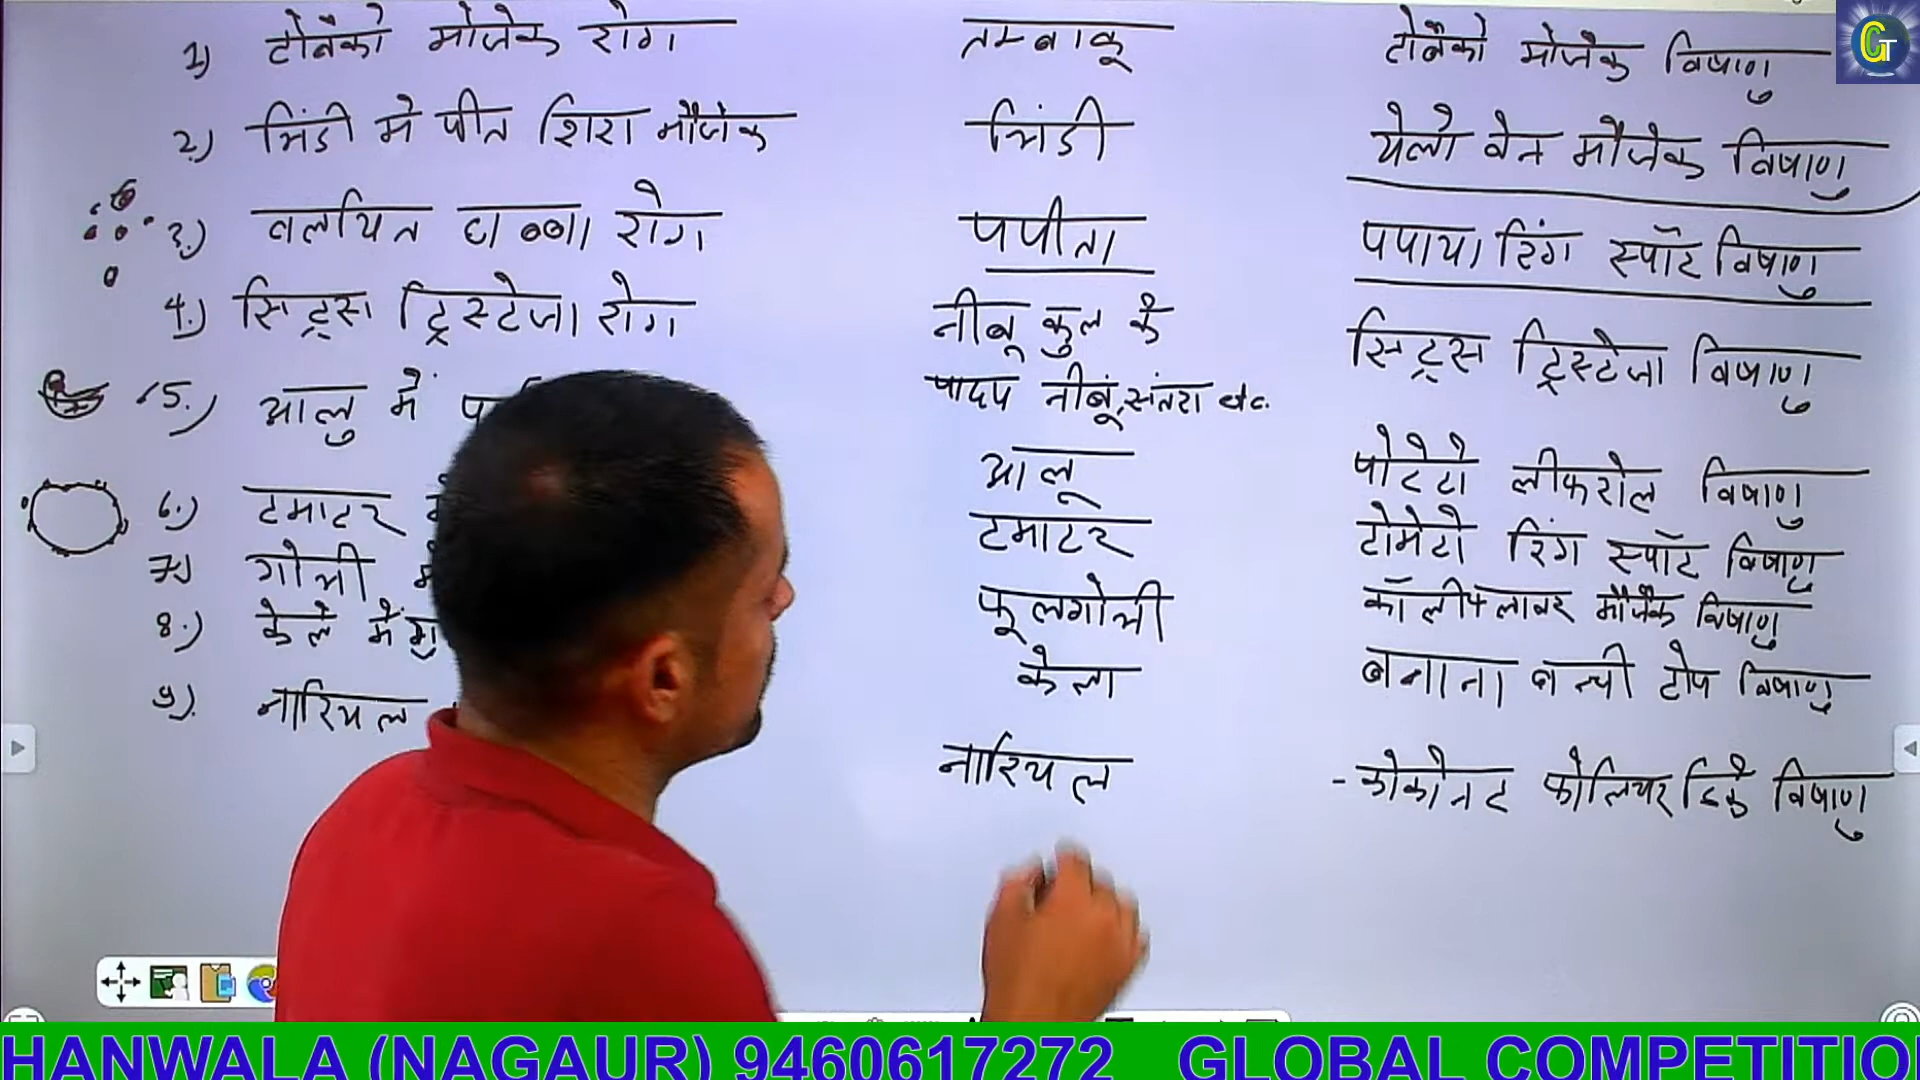 1) टोबैको मोजेक रोग तम्बाकू टोबैको मोजेक विषाणु
2.) भिंडी मे पीत शिरा मौजेक भिंडी येलो वेन मौजेक विषाणु
3.) वलयित धब्बा रोग पपीता पपाया रिंग स्पॉट विषाणु
4.) सिट्रस ट्रिस्टेजा रोग नीबू कुल के सिट्रस ट्रिस्टेजा विषाणु
पादप नीबूं, संतरा etc.
5.) आलु में आलू पोटेटो लीफरोल विषाणु
6.) टमाटर टमाटर टोमेटो रिंग स्पॉट विषाणु
7) गोभी फूलगोभी कॉलीफ्लावर मौजेक विषाणु
8.) केले में केला बनाना बन्ची टोप विषाणु
9). नारियल नारियल - कोकोनट फोलियर डिके विषाणु
GT
HANWALA (NAGAUR) 9460617272 GLOBAL COMPETITIO